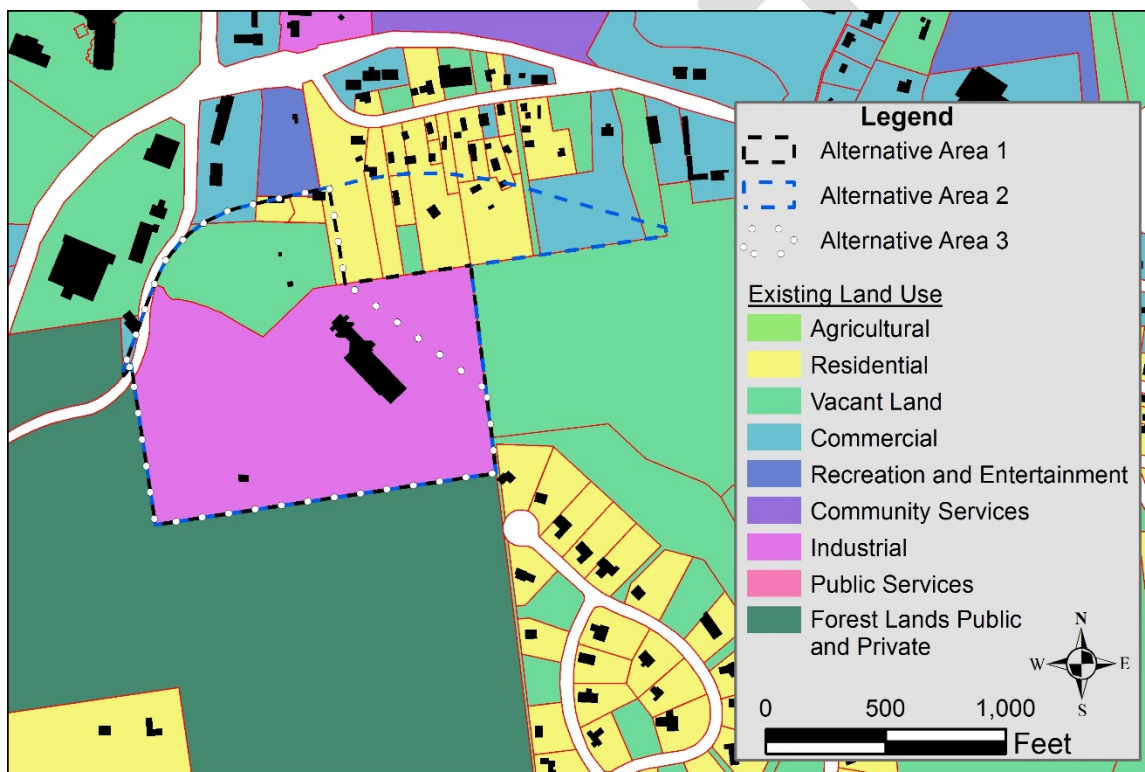 Legend
Alternative Area 1
Alternative Area 2
Alternative Area 3
Existing Land Use
Agricultural
Residential
Vacant Land
Commercial
Recreation and Entertainment
Community Services
Industrial
Public Services
Forest Lands Public
and Private
N
W E
S
0 500 1,000
Feet